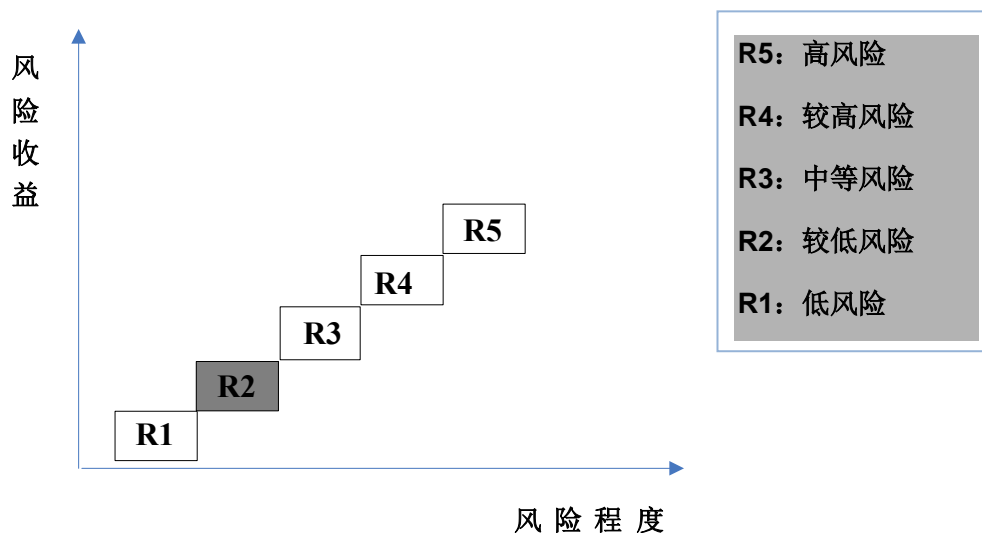 风险收益
R5
R4
R3
R2
R1
风险程度
R5：高风险
R4：较高风险
R3：中等风险
R2：较低风险
R1：低风险